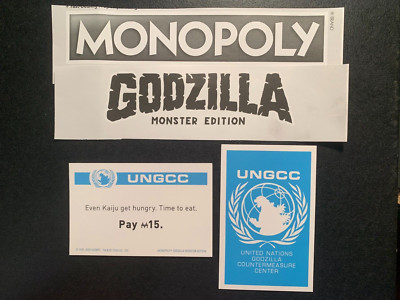 MONOPOLY
GODZILLA
MONSTER EDITION
UNGCC
Even Kaiju get hungry. Time to eat.
Pay ₩15.
UNGCC
UNITED NATIONS
GODZILLA
COUNTERMEASURE
CENTER